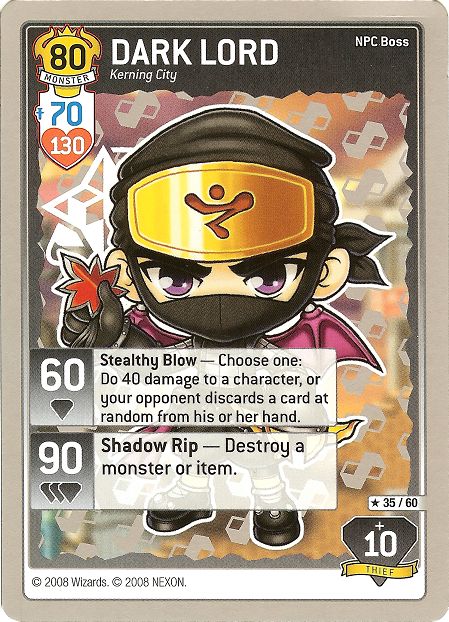 80
MONSTER
DARK LORD
NPC Boss
Kerning City
70
130
60
Stealthy Blow — Choose one:
Do 40 damage to a character, or
your opponent discards a card at
random from his or her hand.
90
Shadow Rip — Destroy a
monster or item.
★ 35 / 60
+
10
THIEF
© 2008 Wizards. © 2008 NEXON.